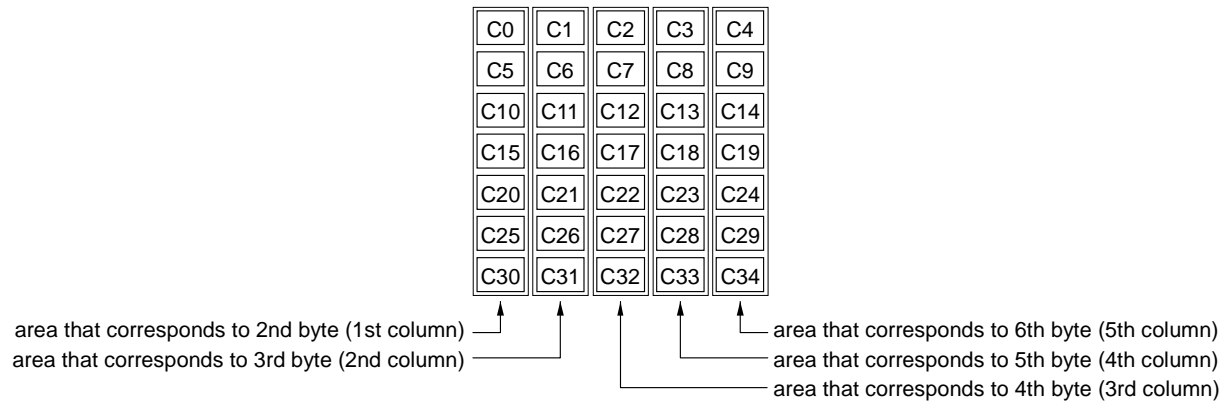 C0 C1 C2 C3 C4
C5 C6 C7 C8 C9
C10 C11 C12 C13 C14
C15 C16 C17 C18 C19
C20 C21 C22 C23 C24
C25 C26 C27 C28 C29
C30 C31 C32 C33 C34
area that corresponds to 2nd byte (1st column) area that corresponds to 6th byte (5th column)
area that corresponds to 3rd byte (2nd column) area that corresponds to 5th byte (4th column)
area that corresponds to 4th byte (3rd column)